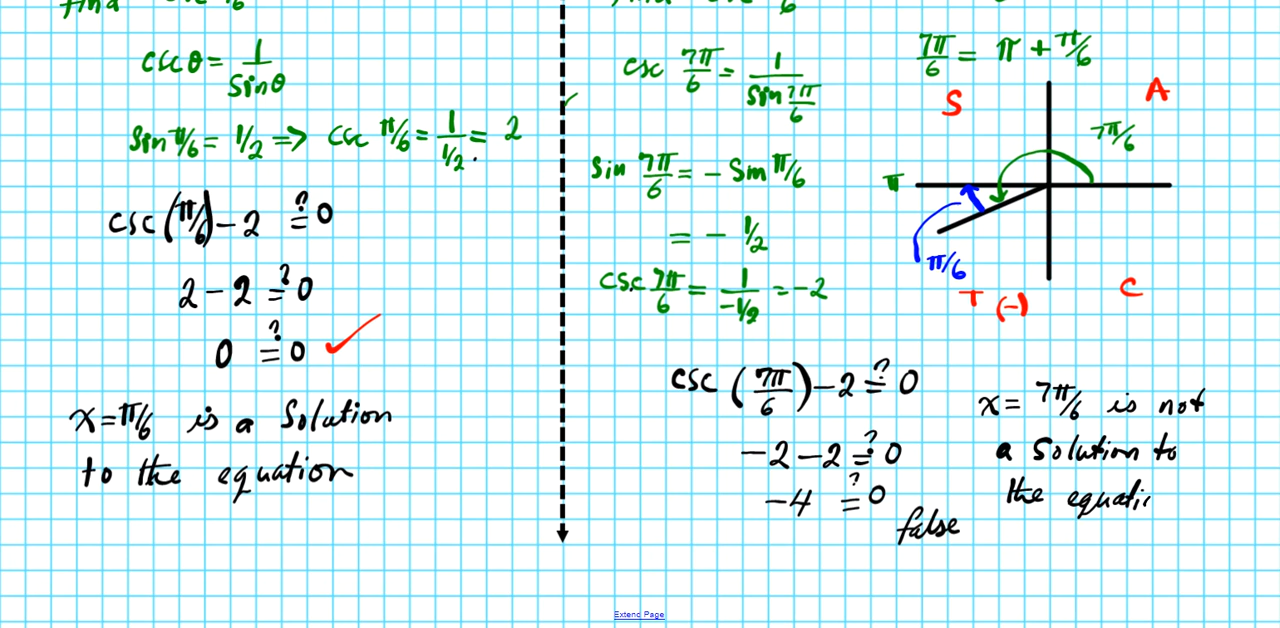 csc θ = 1/sin θ
sin π/6 = 1/2 => csc π/6 = 1/(1/2) = 2
csc(π/6) - 2 ?= 0
2 - 2 ?= 0
0 ?= 0 ✓
x = π/6 is a solution
to the equation
csc 7π/6 = 1/(sin 7π/6)
sin 7π/6 = - sin π/6
= - 1/2
csc 7π/6 = 1/(-1/2) = -2
7π/6 = π + π/6
S A
7π/6
π
π/6
T (-) C
csc(7π/6) - 2 ?= 0
-2 - 2 ?= 0
-4 ?= 0
false
x = 7π/6 is not
a solution to
the equati
Extend Page